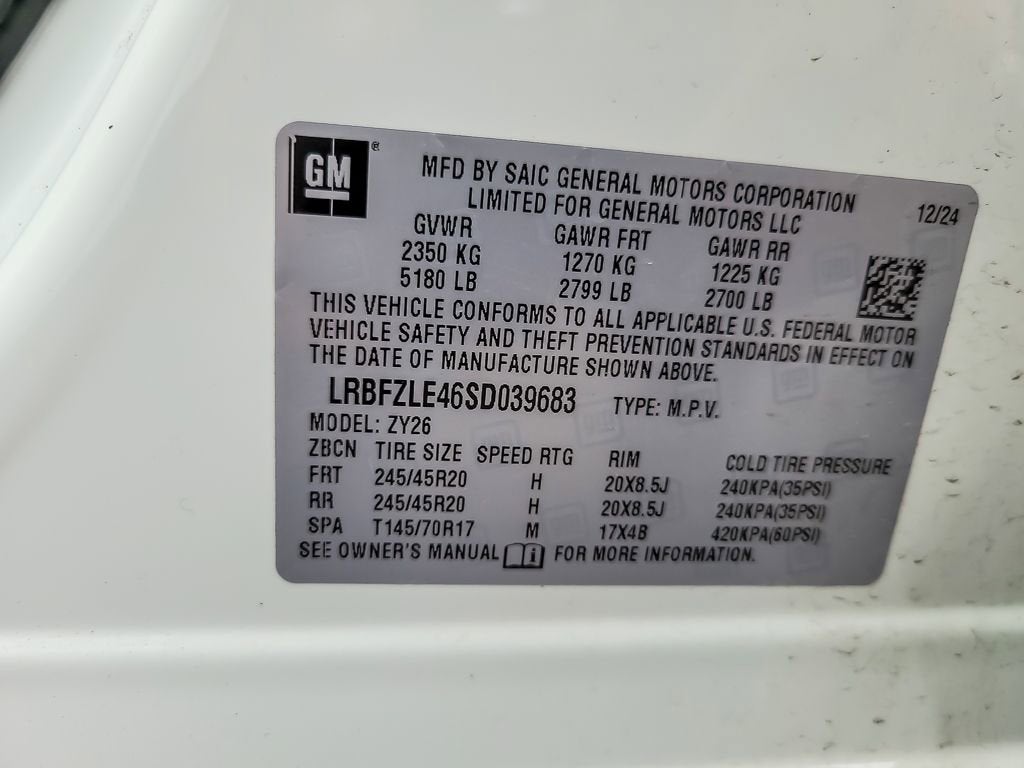 GM ®
MFD BY SAIC GENERAL MOTORS CORPORATION
LIMITED FOR GENERAL MOTORS LLC
12/24
GVWR GAWR FRT GAWR RR
2350 KG 1270 KG 1225 KG
5180 LB 2799 LB 2700 LB
THIS VEHICLE CONFORMS TO ALL APPLICABLE U.S. FEDERAL MOTOR
VEHICLE SAFETY AND THEFT PREVENTION STANDARDS IN EFFECT ON
THE DATE OF MANUFACTURE SHOWN ABOVE.
LRBFZLE46SD039683 TYPE: M.P.V.
MODEL: ZY26
ZBCN TIRE SIZE SPEED RTG RIM COLD TIRE PRESSURE
FRT 245/45R20 H 20X8.5J 240KPA(35PSI)
RR 245/45R20 H 20X8.5J 240KPA(35PSI)
SPA T145/70R17 M 17X4B 420KPA(60PSI)
SEE OWNER'S MANUAL i FOR MORE INFORMATION.